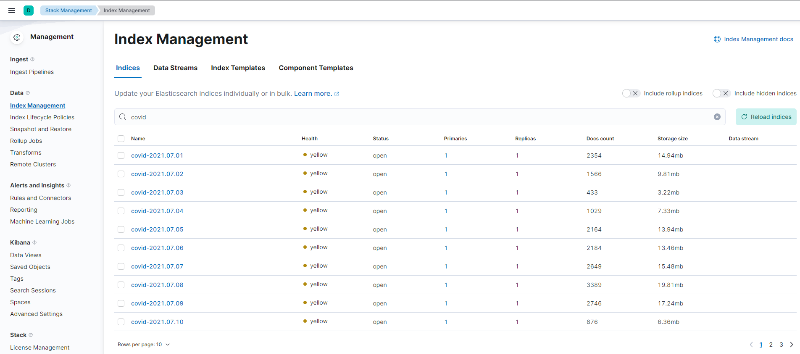 Stack Management
Index Management
Management
Index Management
Index Management docs
Ingest
Ingest Pipelines
Indices
Data Streams
Index Templates
Component Templates
Data
Index Management
Index Lifecycle Policies
Snapshot and Restore
Rollup Jobs
Transforms
Remote Clusters
Alerts and Insights
Rules and Connectors
Reporting
Machine Learning Jobs
Kibana
Data Views
Saved Objects
Tags
Search Sessions
Spaces
Advanced Settings
Stack
License Management
Update your Elasticsearch indices individually or in bulk. Learn more.
Include rollup indices
Include hidden indices
covid
Reload indices
Name Health Status Primaries Replicas Docs count Storage size Data stream
covid-2021.07.01 yellow open 1 1 2354 14.94mb
covid-2021.07.02 yellow open 1 1 1566 9.81mb
covid-2021.07.03 yellow open 1 1 433 3.22mb
covid-2021.07.04 yellow open 1 1 1029 7.33mb
covid-2021.07.05 yellow open 1 1 2164 13.94mb
covid-2021.07.06 yellow open 1 1 2184 13.46mb
covid-2021.07.07 yellow open 1 1 2649 15.48mb
covid-2021.07.08 yellow open 1 1 3389 19.81mb
covid-2021.07.09 yellow open 1 1 2746 17.24mb
covid-2021.07.10 yellow open 1 1 876 6.36mb
Rows per page: 10
1 2 3